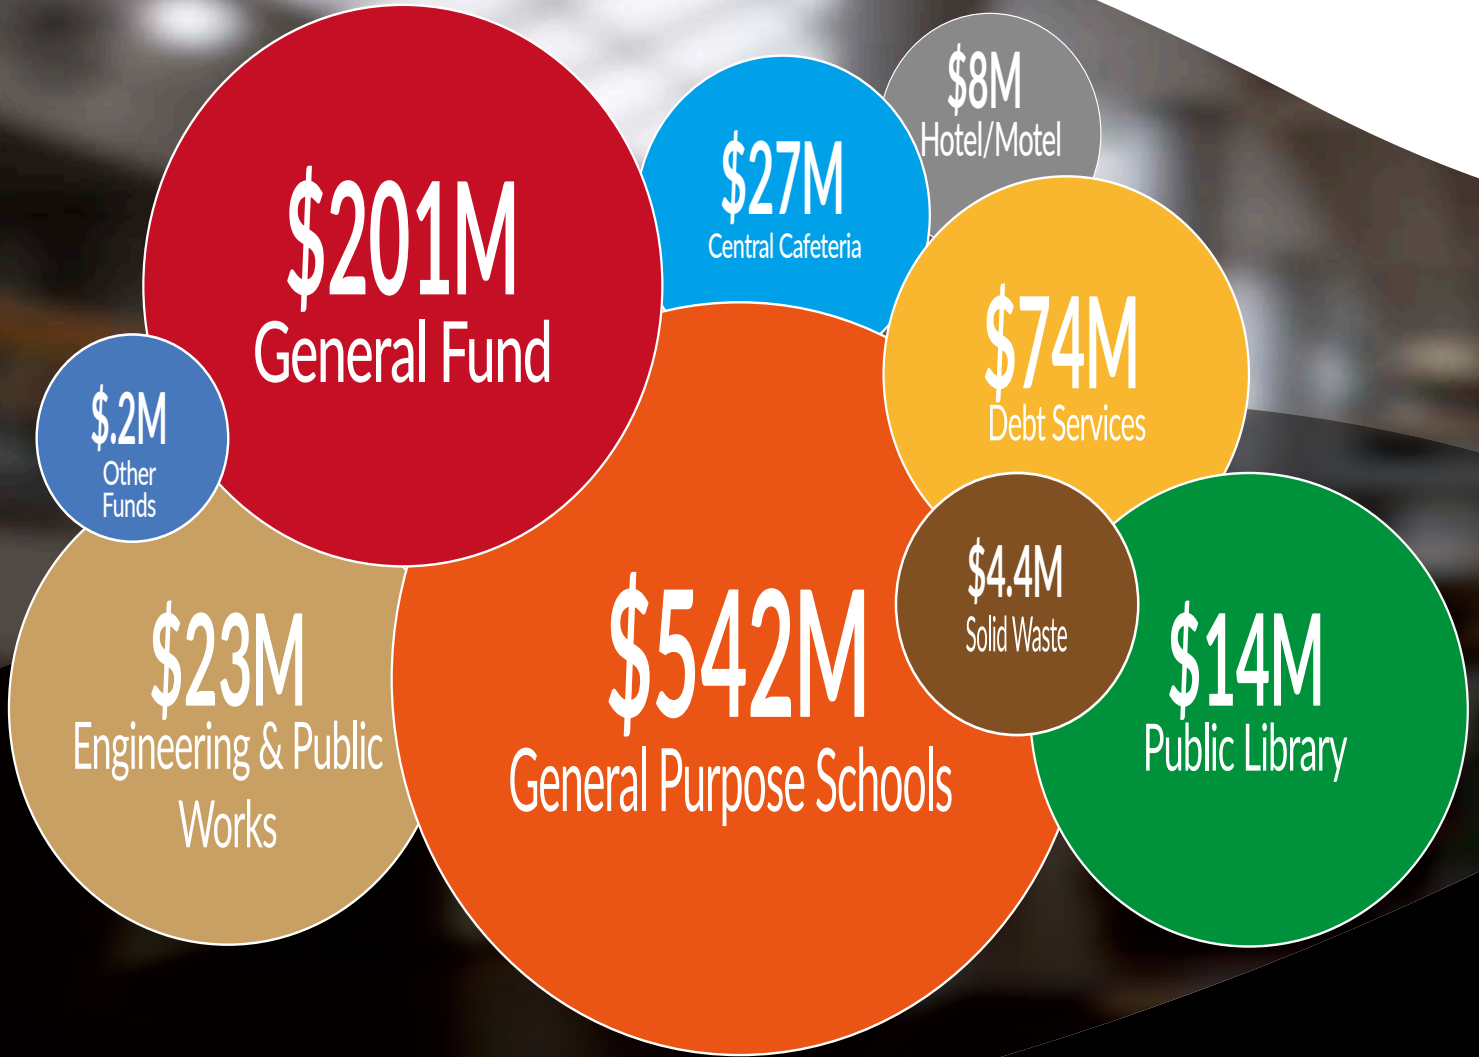 $8M
Hotel/Motel
$27M
Central Cafeteria
$201M
General Fund
$74M
Debt Services
$.2M
Other
Funds
$4.4M
Solid Waste
$23M
Engineering & Public
Works
$542M
General Purpose Schools
$14M
Public Library